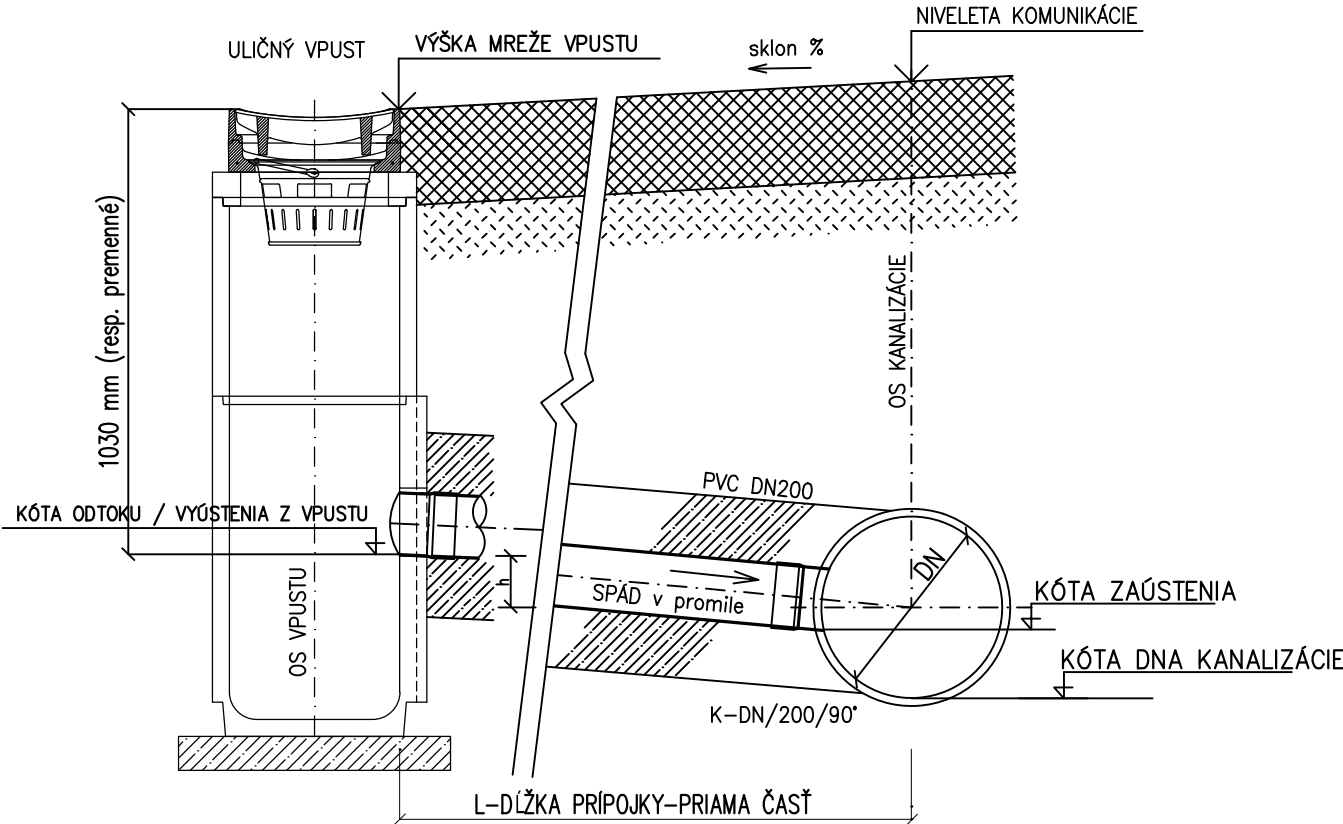 NIVELETA KOMUNIKÁCIE
ULIČNÝ VPUST
VÝŠKA MREŽE VPUSTU
sklon %
1030 mm (resp. premenné)
OS KANALIZÁCIE
PVC DN200
KÓTA ODTOKU / VYÚSTENIA Z VPUSTU
h
DN
SPÁD v promile
KÓTA ZAÚSTENIA
OS VPUSTU
KÓTA DNA KANALIZÁCIE
K-DN/200/90°
L-DĹŽKA PRÍPOJKY-PRIAMA ČASŤ